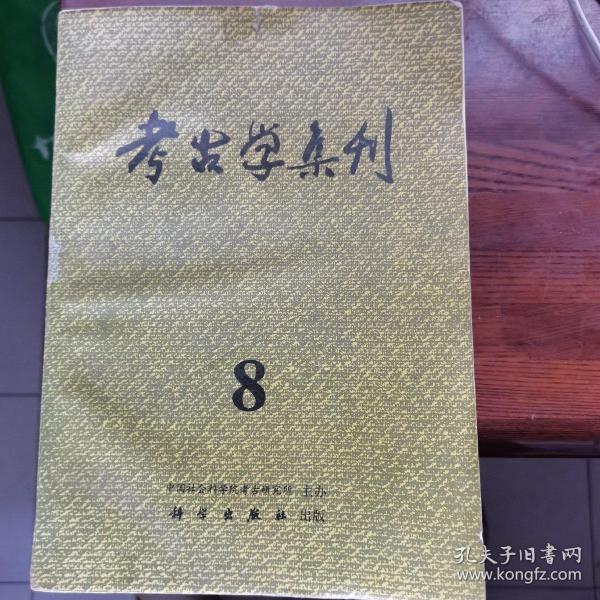 考古学集刊
8
中国社会科学院考古研究所 主办
科学出版社 出版
孔夫子旧書网
www.kongfz.com